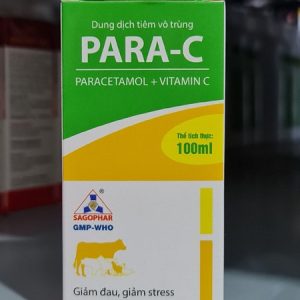 Dung dịch tiêm vô trùng
PARA-C
PARACETAMOL + VITAMIN C
Thể tích thực:
100ml
®
SAGOPHAR
GMP-WHO
Giảm đau, giảm stress